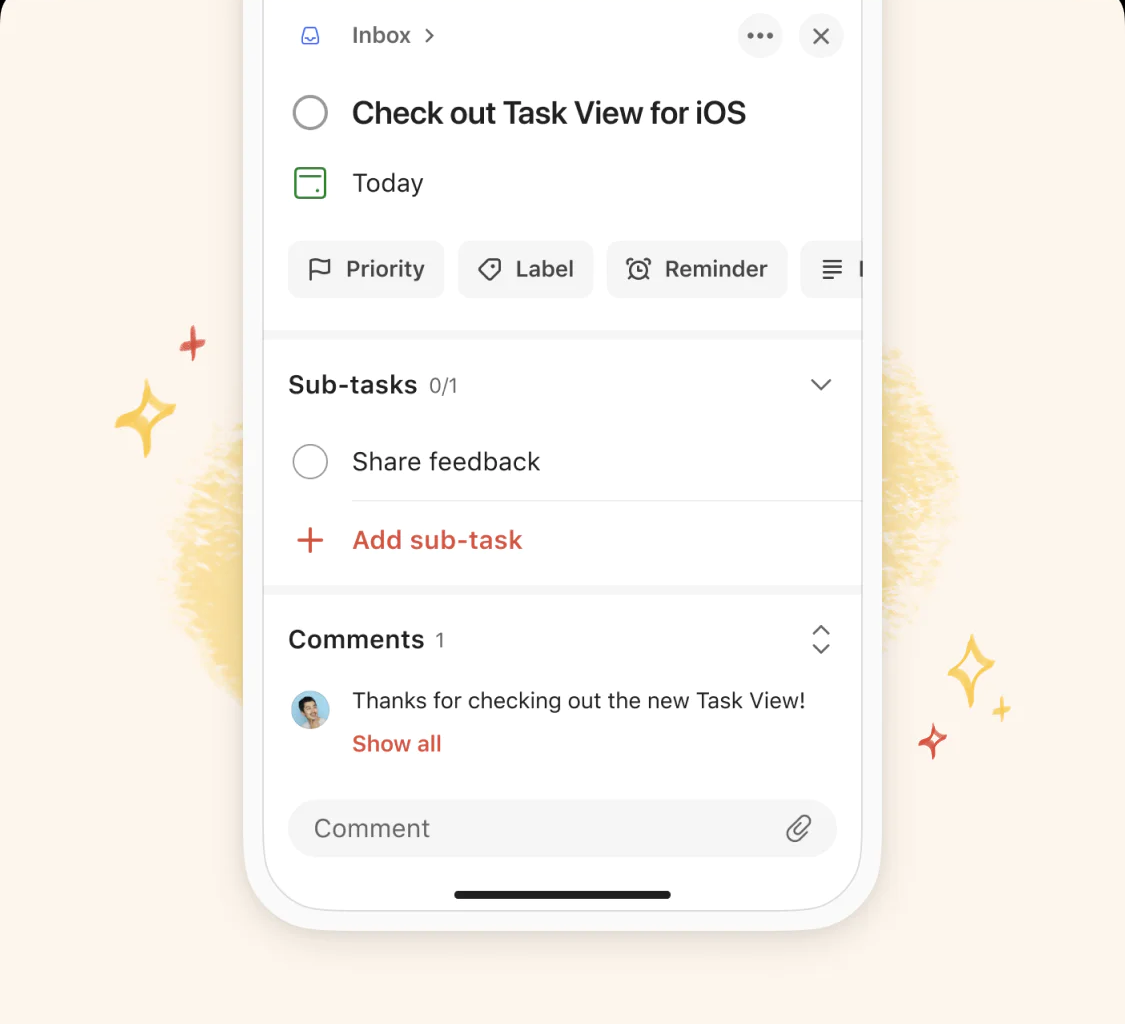 Inbox
Check out Task View for iOS
Today
Priority Label Reminder
Sub-tasks 0/1
Share feedback
Add sub-task
Comments 1
Thanks for checking out the new Task View!
Show all
Comment